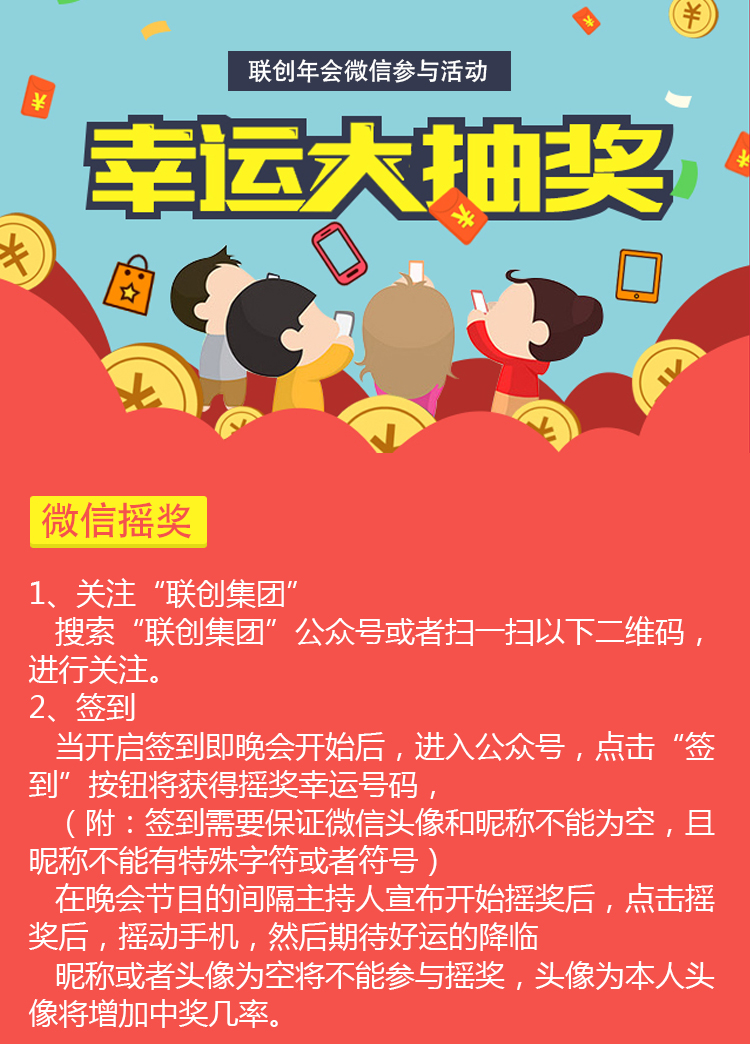 联创年会微信参与活动
幸运大抽奖
微信摇奖
1、关注“联创集团”
搜索“联创集团”公众号或者扫一扫以下二维码，
进行关注。
2、签到
当开启签到即晚会开始后，进入公众号，点击“签
到”按钮将获得摇奖幸运号码，
（附：签到需要保证微信头像和昵称不能为空，且
昵称不能有特殊字符或者符号）
在晚会节目的间隔主持人宣布开始摇奖后，点击摇
奖后，摇动手机，然后期待好运的降临
昵称或者头像为空将不能参与摇奖，头像为本人头
像将增加中奖几率。